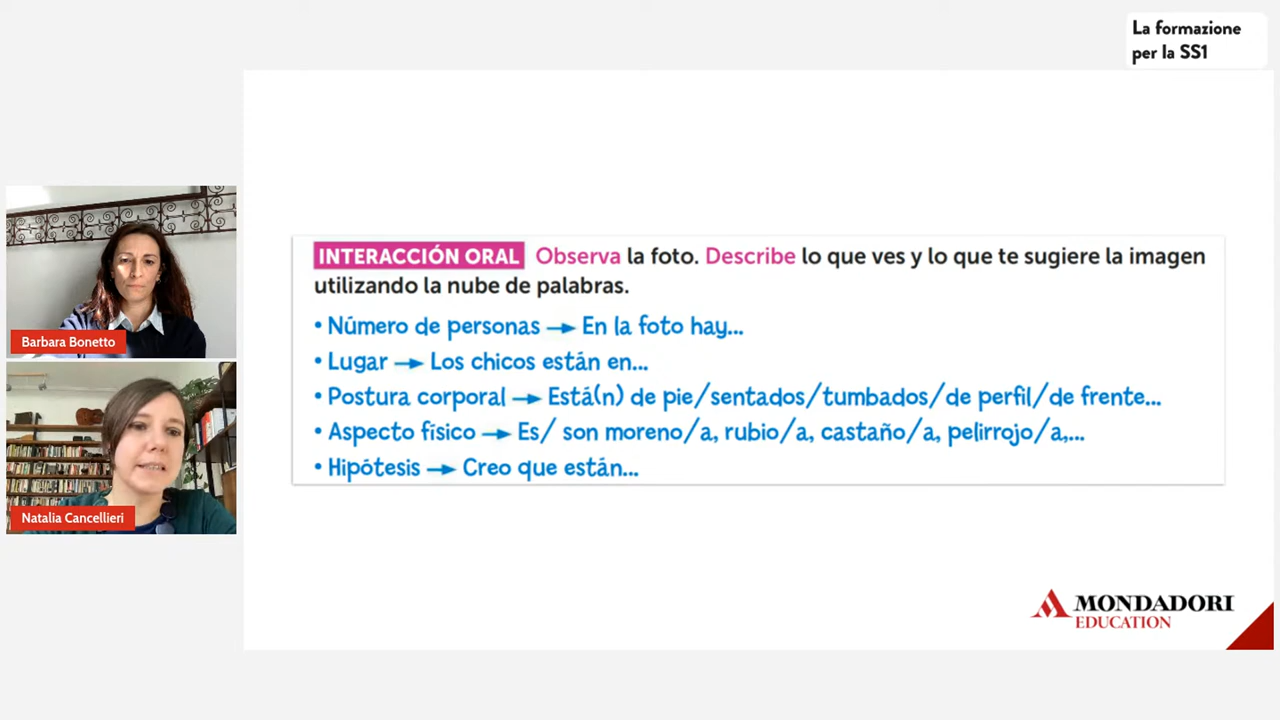 La formazione
per la SS1
INTERACCIÓN ORAL Observa la foto. Describe lo que ves y lo que te sugiere la imagen
utilizando la nube de palabras.
• Número de personas → En la foto hay...
• Lugar → Los chicos están en...
• Postura corporal → Está(n) de pie/sentados/tumbados/de perfil/de frente...
• Aspecto físico → Es/ son moreno/a, rubio/a, castaño/a, pelirrojo/a,...
• Hipótesis → Creo que están...
Barbara Bonetto
Natalia Cancellieri
MONDADORI
EDUCATION